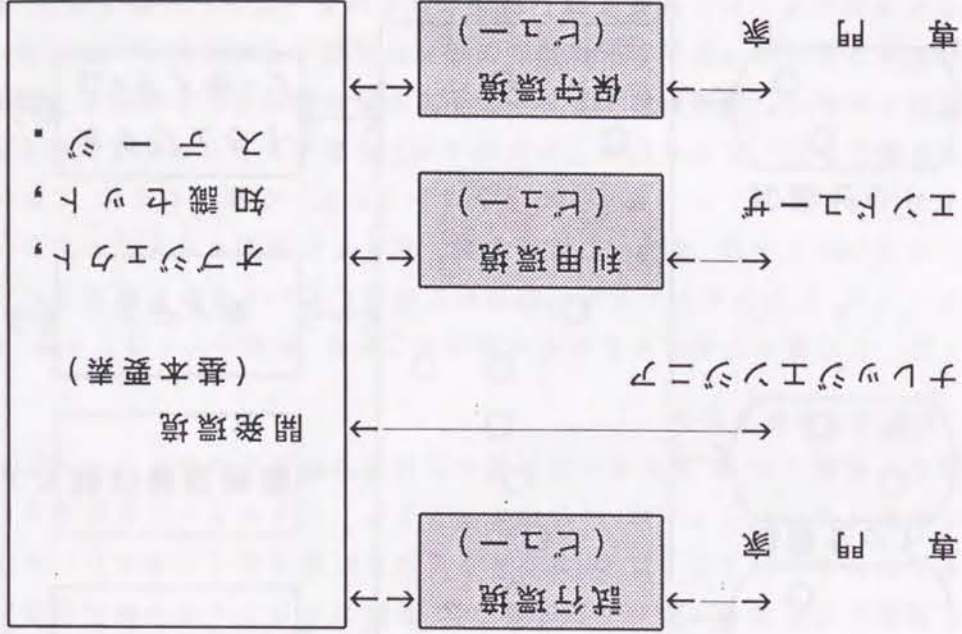 専門家
試行環境
(ビュー)
ナレッジエンジニア
開発環境
(基本要素)
エンドユーザ
利用環境
(ビュー)
オブジェクト，
知識セット，
ステージ．
専門家
保守環境
(ビュー)